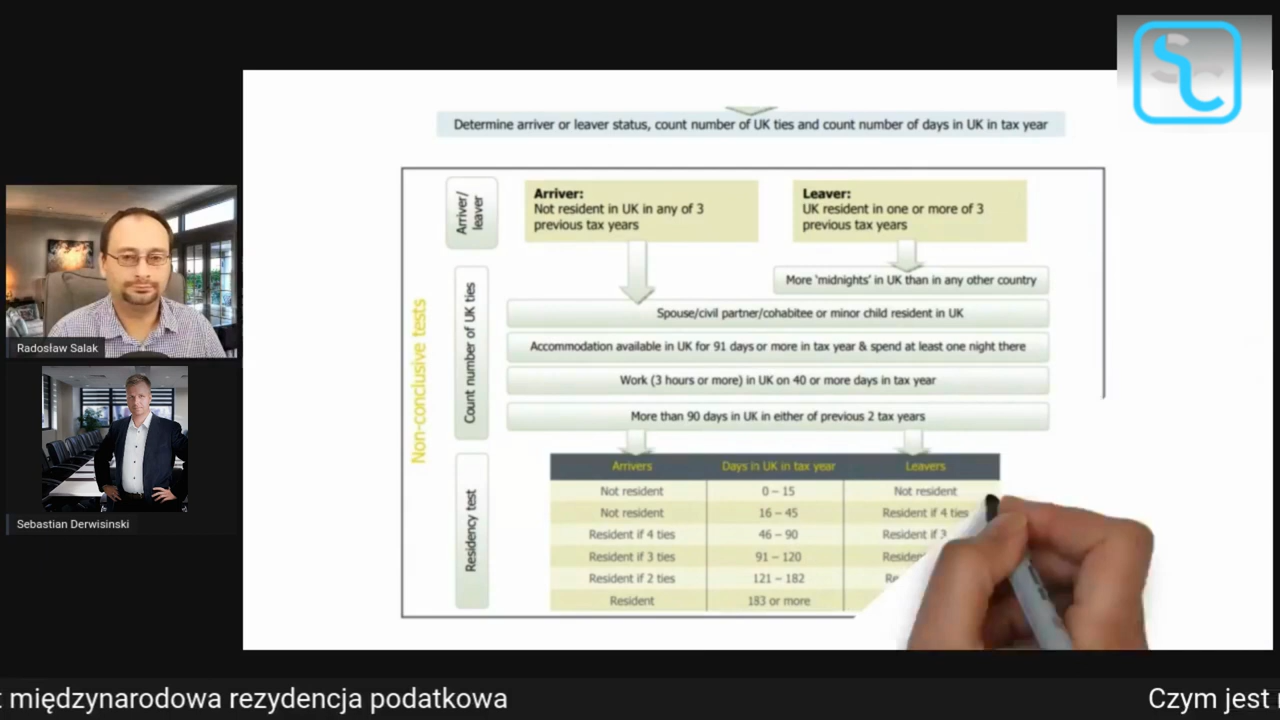 Determine arriver or leaver status, count number of UK ties and count number of days in UK in tax year
Arriver/
leaver
Arriver:
Not resident in UK in any of 3
previous tax years
Leaver:
UK resident in one or more of 3
previous tax years
Non-conclusive tests
Count number of UK ties
More 'midnights' in UK than in any other country
Spouse/civil partner/cohabitee or minor child resident in UK
Accommodation available in UK for 91 days or more in tax year & spend at least one night there
Work (3 hours or more) in UK on 40 or more days in tax year
More than 90 days in UK in either of previous 2 tax years
Residency test
Arrivers Days in UK in tax year Leavers
Not resident 0 – 15 Not resident
Not resident 16 – 45 Resident if 4 ties
Resident if 4 ties 46 – 90 Resident if 3
Resident if 3 ties 91 – 120
Resident if 2 ties 121 – 182
Resident 183 or more
Radosław Salak
Sebastian Derwisinski
międzynarodowa rezydencja podatkowa
Czym jest